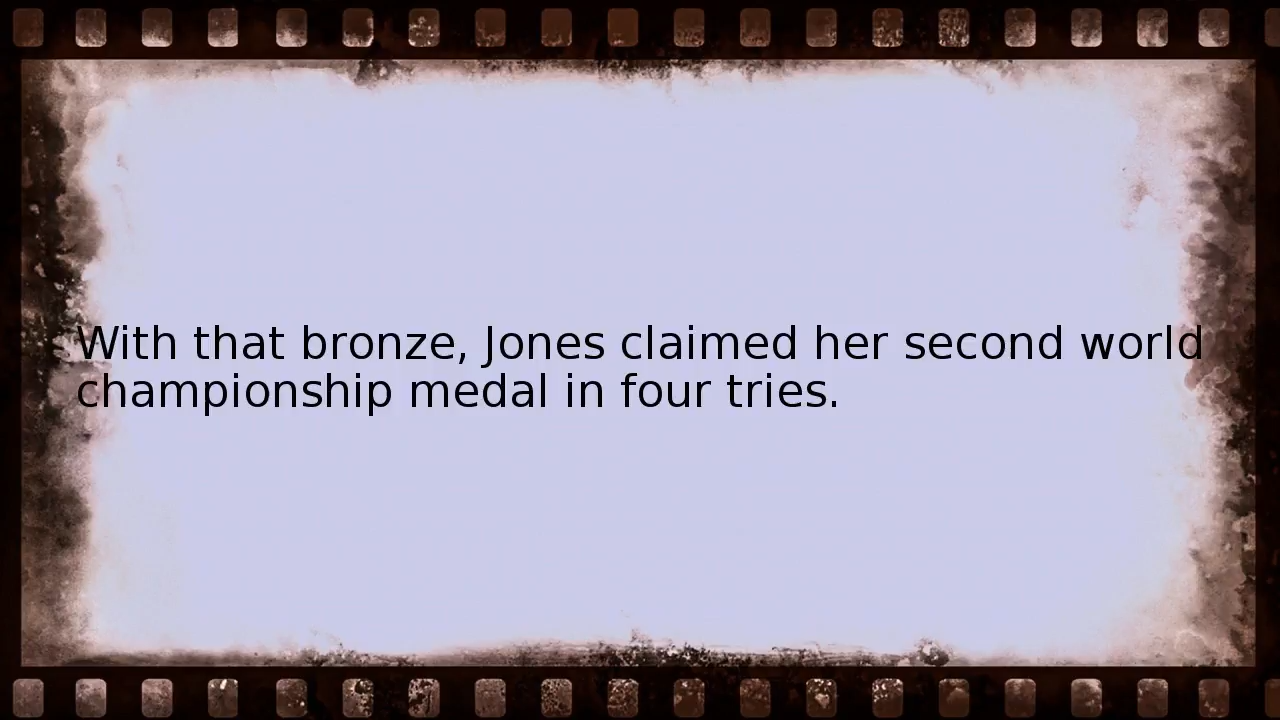 With that bronze, Jones claimed her second world
championship medal in four tries.